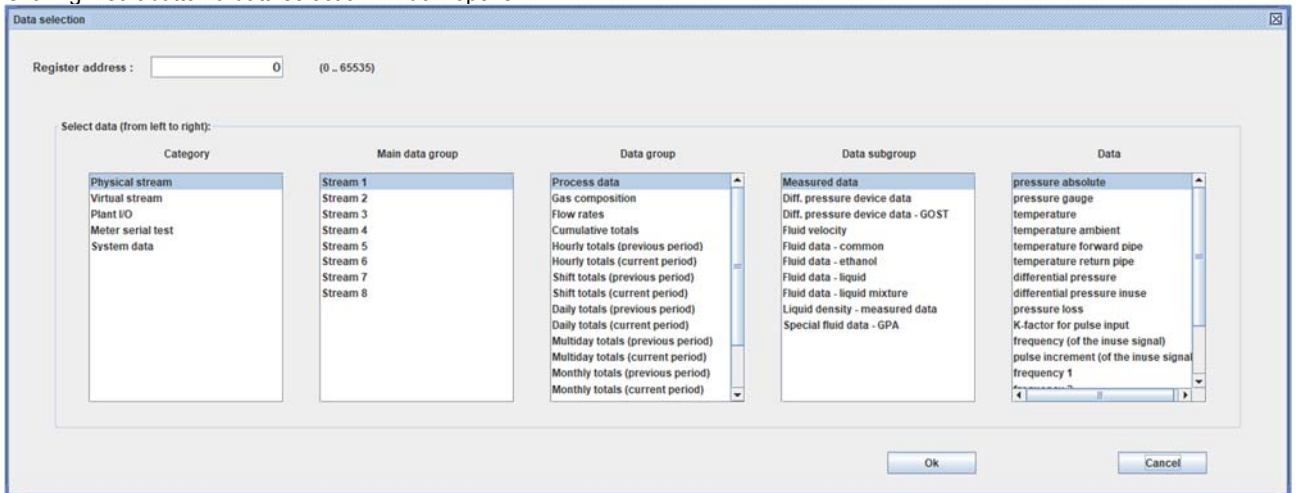 Data selection
Register address :
0
(0 .. 65535)
Select data (from left to right):
Category
Main data group
Data group
Data subgroup
Data
Physical stream
Virtual stream
Plant I/O
Meter serial test
System data
Stream 1
Stream 2
Stream 3
Stream 4
Stream 5
Stream 6
Stream 7
Stream 8
Process data
Gas composition
Flow rates
Cumulative totals
Hourly totals (previous period)
Hourly totals (current period)
Shift totals (previous period)
Shift totals (current period)
Daily totals (previous period)
Daily totals (current period)
Multiday totals (previous period)
Multiday totals (current period)
Monthly totals (previous period)
Monthly totals (current period)
Measured data
Diff. pressure device data
Diff. pressure device data - GOST
Fluid velocity
Fluid data - common
Fluid data - ethanol
Fluid data - liquid
Fluid data - liquid mixture
Liquid density - measured data
Special fluid data - GPA
pressure absolute
pressure gauge
temperature
temperature ambient
temperature forward pipe
temperature return pipe
differential pressure
differential pressure inuse
pressure loss
K-factor for pulse input
frequency (of the inuse signal)
pulse increment (of the inuse signal
frequency 1
Ok
Cancel